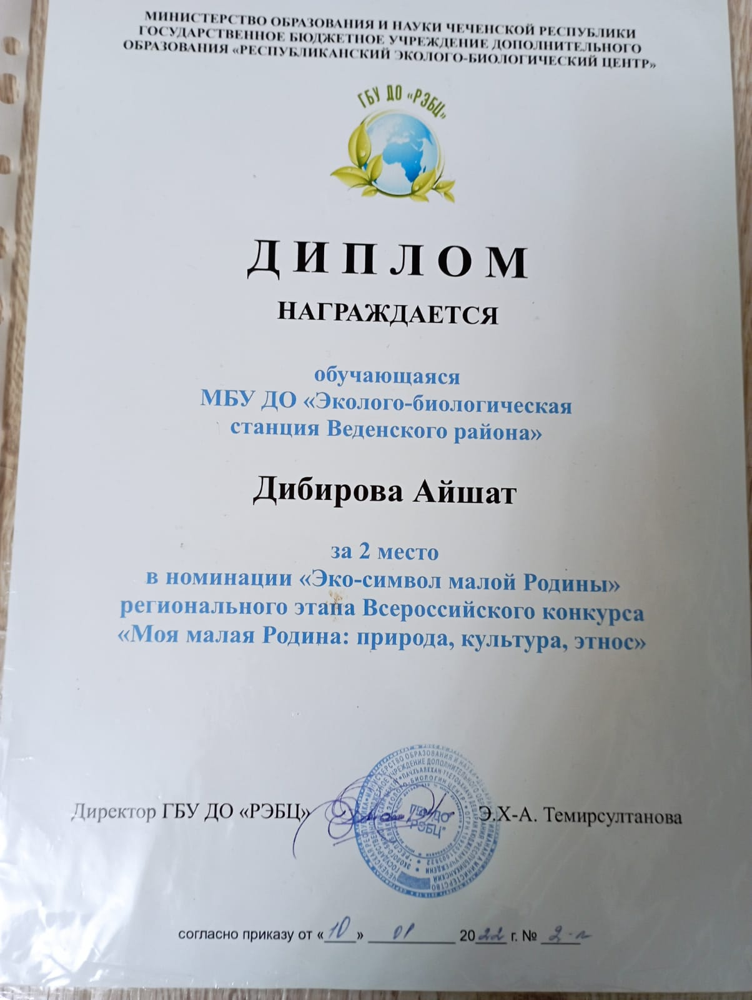 МИНИСТЕРСТВО ОБРАЗОВАНИЯ И НАУКИ ЧЕЧЕНСКОЙ РЕСПУБЛИКИ
ГОСУДАРСТВЕННОЕ БЮДЖЕТНОЕ УЧРЕЖДЕНИЕ ДОПОЛНИТЕЛЬНОГО
ОБРАЗОВАНИЯ «РЕСПУБЛИКАНСКИЙ ЭКОЛОГО-БИОЛОГИЧЕСКИЙ ЦЕНТР»
ГБУ ДО «РЭБЦ»
ДИПЛОМ
НАГРАЖДАЕТСЯ
обучающаяся
МБУ ДО «Эколого-биологическая
станция Веденского района»
Дибирова Айшат
за 2 место
в номинации «Эко-символ малой Родины»
регионального этапа Всероссийского конкурса
«Моя малая Родина: природа, культура, этнос»
Директор ГБУ ДО «РЭБЦ» Э.Х-А. Темирсултанова
ГБУ ДО
"РЭБЦ"
согласно приказу от «10» 01 2022 г. № 2-п